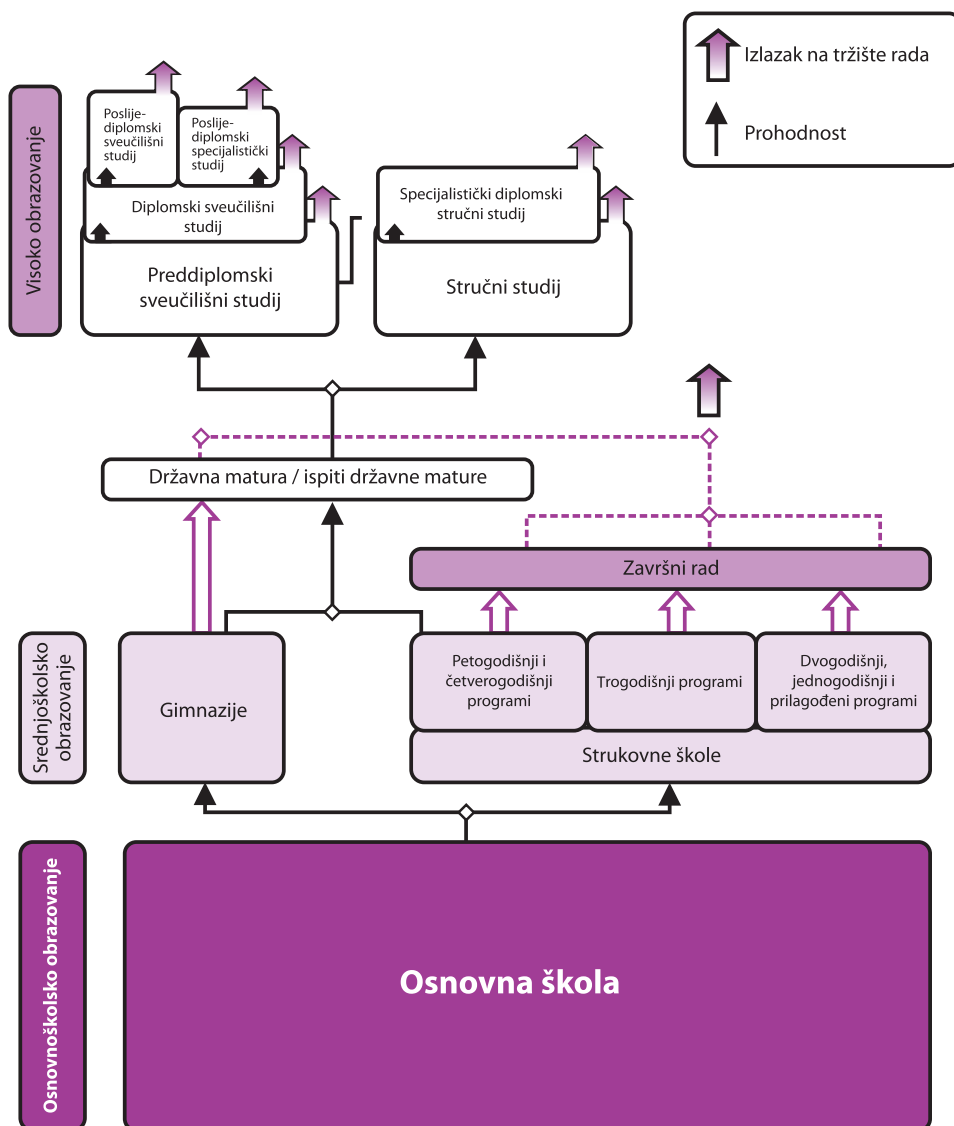 Izlazak na tržište rada
Prohodnost
Visoko obrazovanje
Poslije-
diplomski
sveučilišni
studij
Poslije-
diplomski
specijalistički
studij
Diplomski sveučilišni
studij
Preddiplomski
sveučilišni studij
Specijalistički diplomski
stručni studij
Stručni studij
Državna matura / ispiti državne mature
Završni rad
Srednjoškolsko
obrazovanje
Gimnazije
Petogodišnji i
četverogodišnji
programi
Trogodišnji programi
Dvogodišnji,
jednogodišnji i
prilagođeni programi
Strukovne škole
Osnovnoškolsko obrazovanje
Osnovna škola